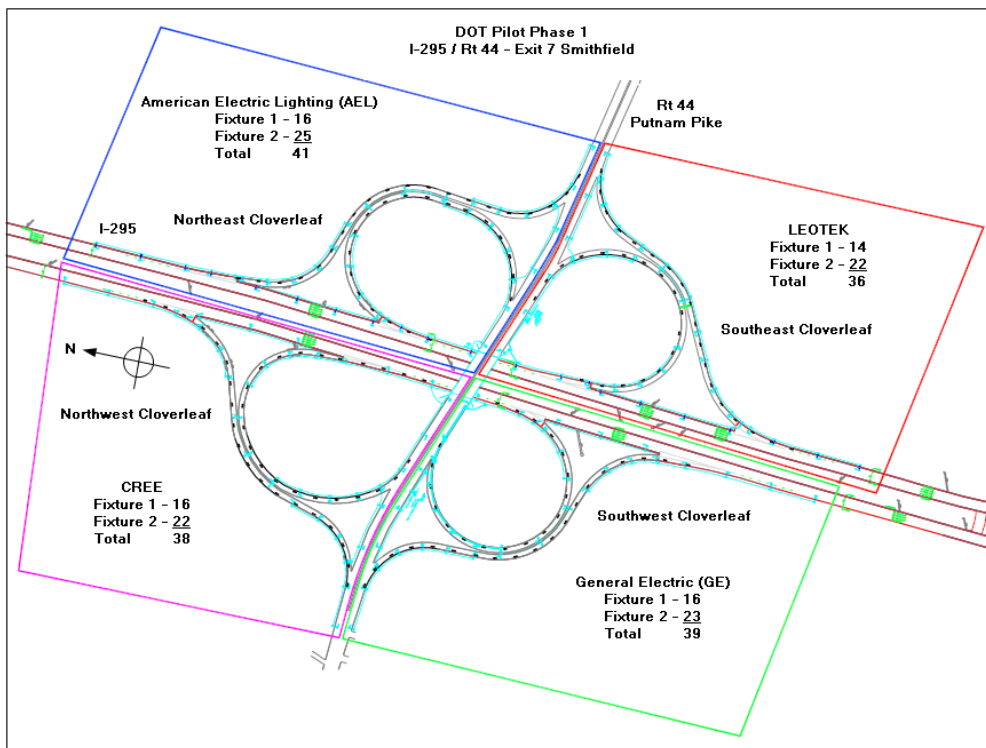 DOT Pilot Phase 1
I-295 / Rt 44 - Exit 7 Smithfield
American Electric Lighting (AEL)
Fixture 1 - 16
Fixture 2 - 25
Total 41
Rt 44
Putnam Pike
Northeast Cloverleaf
I-295
LEOTEK
Fixture 1 - 14
Fixture 2 - 22
Total 36
Southeast Cloverleaf
N
Northwest Cloverleaf
CREE
Fixture 1 - 16
Fixture 2 - 22
Total 38
Southwest Cloverleaf
General Electric (GE)
Fixture 1 - 16
Fixture 2 - 23
Total 39